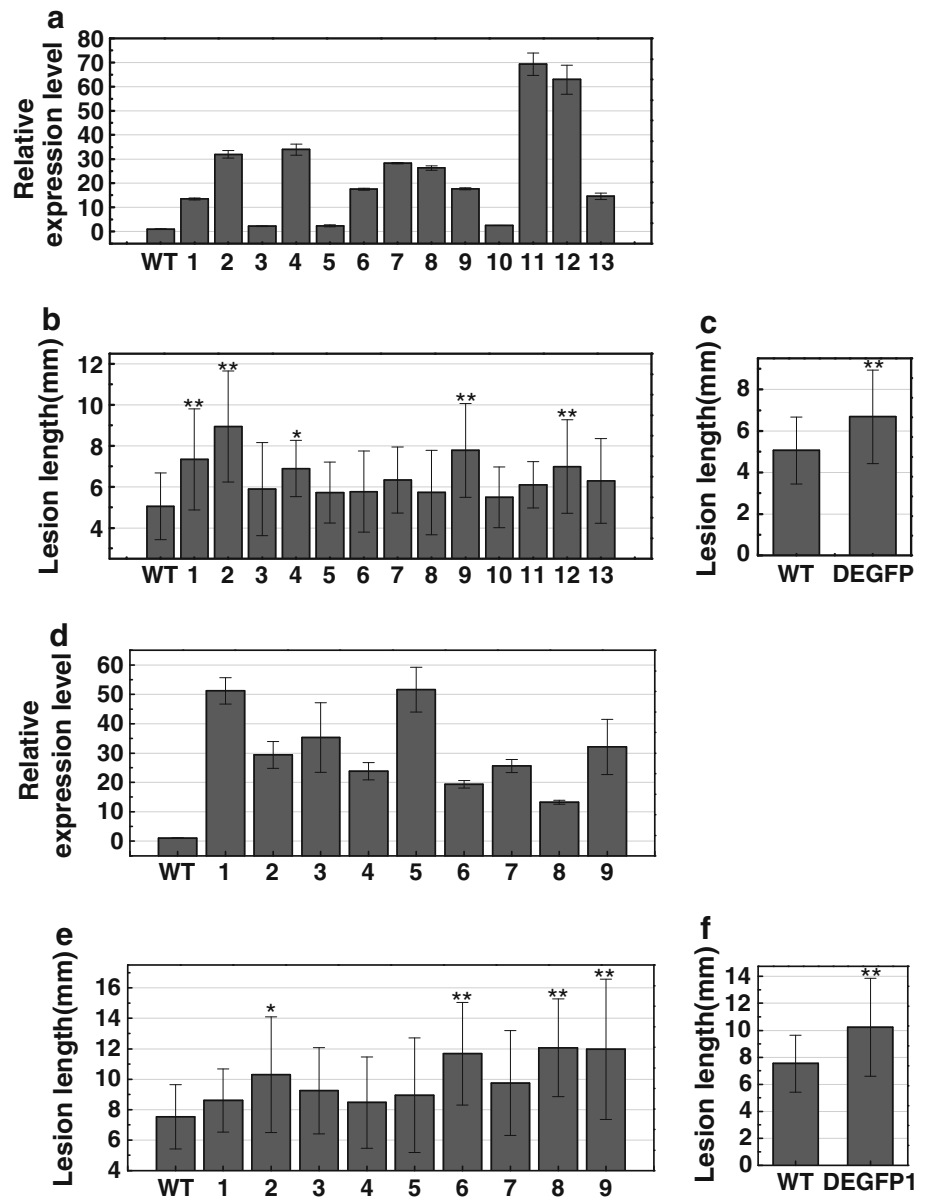 a
Relative
expression level
80
70
60
50
40
30
20
10
0
WT 1 2 3 4 5 6 7 8 9 10 11 12 13
b
Lesion length(mm)
12
10
8
6
4
** ** * ** **
WT 1 2 3 4 5 6 7 8 9 10 11 12 13
c
Lesion length(mm)
8
6
4
2
0
**
WT DEGFP
d
Relative
expression level
60
50
40
30
20
10
0
WT 1 2 3 4 5 6 7 8 9
e
Lesion length(mm)
16
14
12
10
8
6
4
* ** ** **
WT 1 2 3 4 5 6 7 8 9
f
Lesion length(mm)
14
12
10
8
6
4
2
0
**
WT DEGFP1